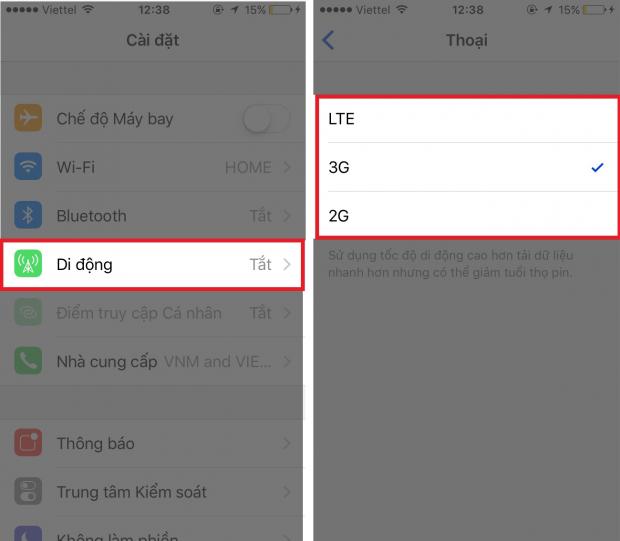 Viettel 12:38 15%
Cài đặt
Chế độ Máy bay
Wi-Fi HOME
Bluetooth Tắt
Di động Tắt
Điểm truy cập Cá nhân Tắt
Nhà cung cấp VNM and VIE...
Thông báo
Trung tâm Kiểm soát
Không làm phiền
Viettel 12:38 15%
Thoại
LTE
3G
2G
Sử dụng tốc độ di động cao hơn tải dữ liệu
nhanh hơn nhưng có thể giảm tuổi thọ pin.